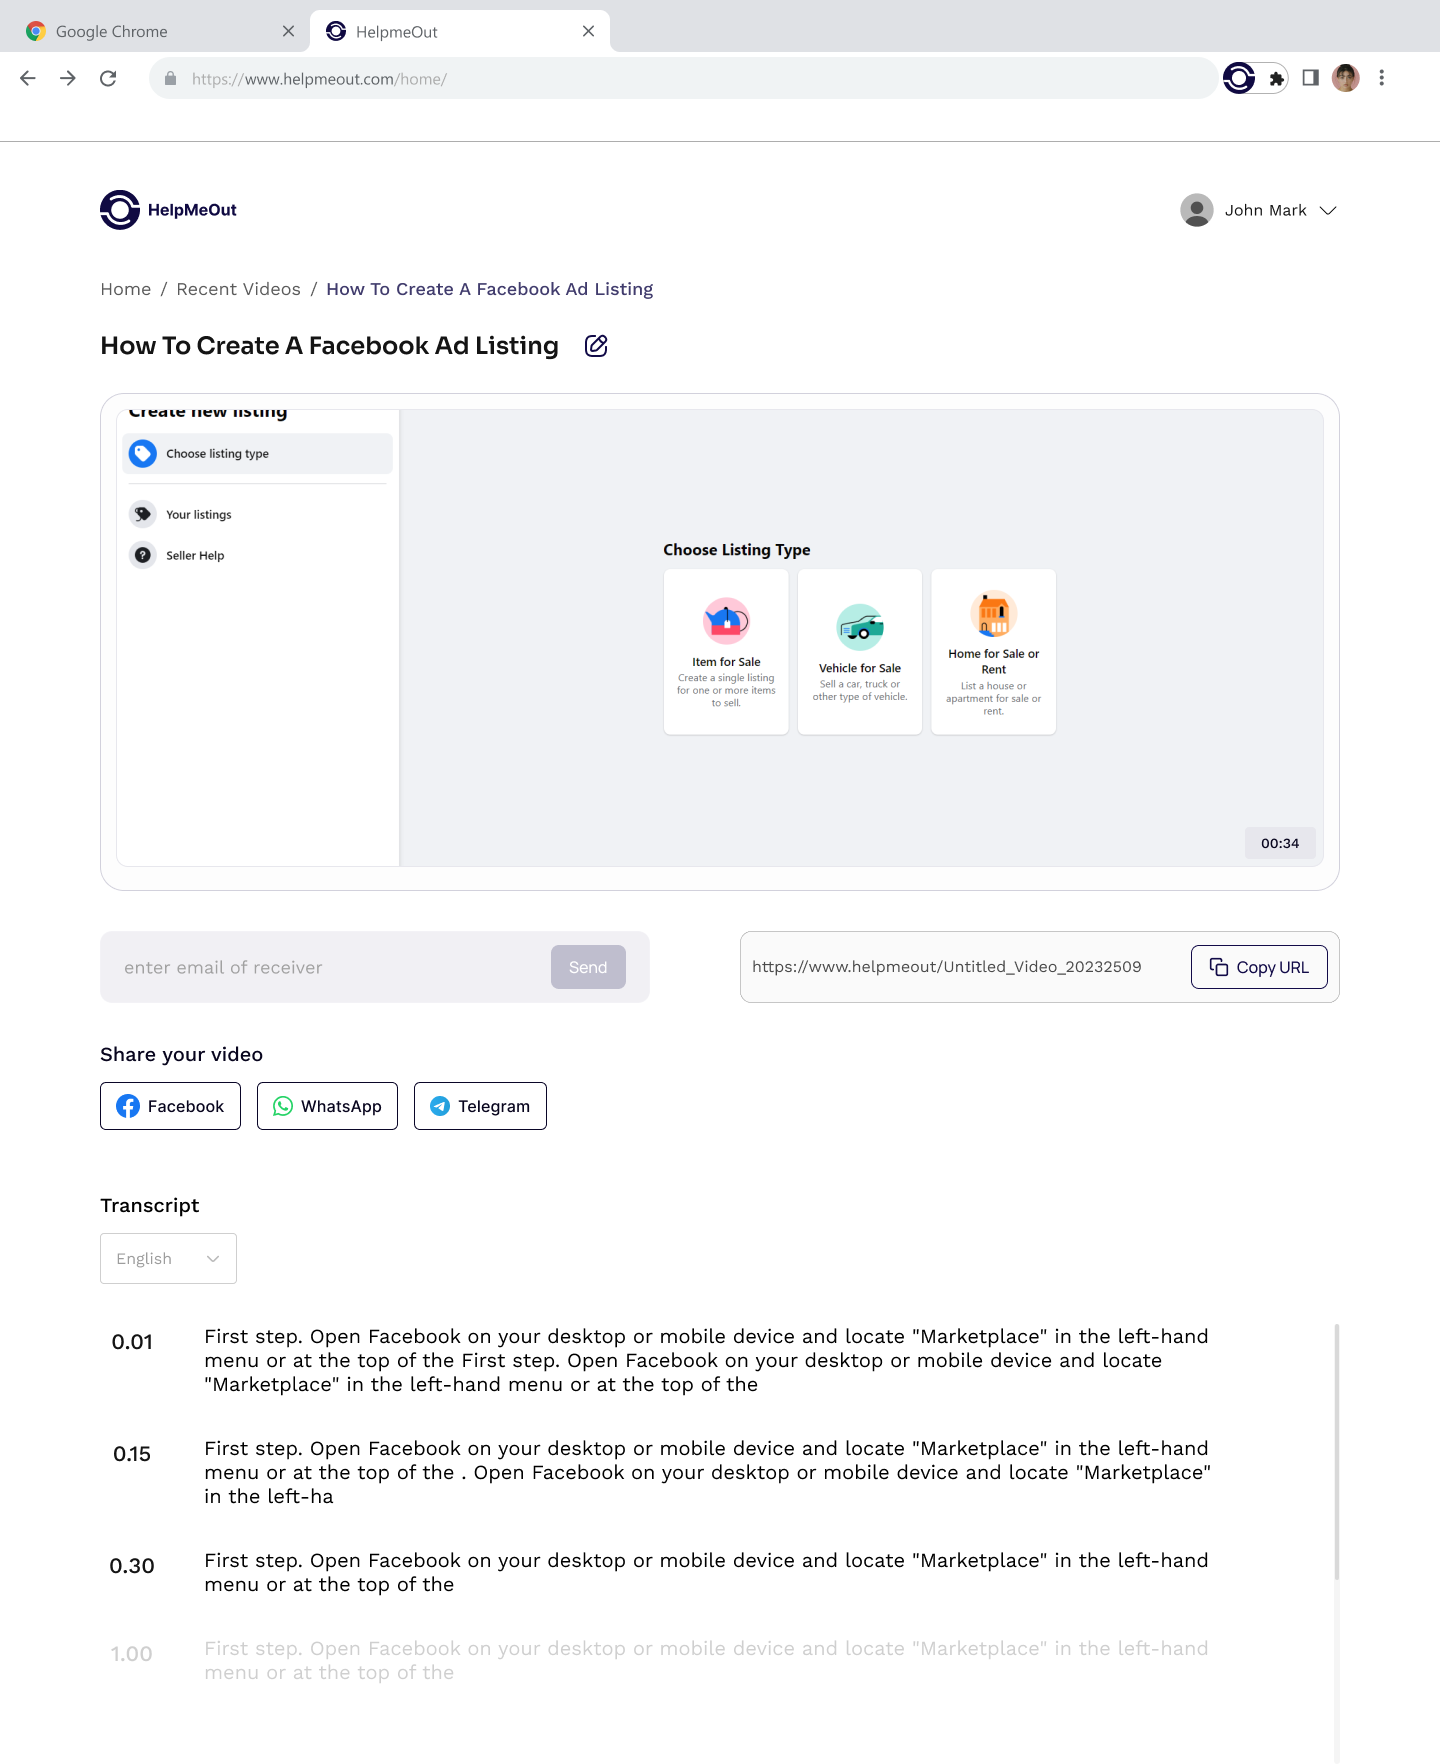 Google Chrome
HelpmeOut
https://www.helpmeout.com/home/
HelpMeOut
John Mark
Home / Recent Videos / How To Create A Facebook Ad Listing
How To Create A Facebook Ad Listing
Create new listing
Choose listing type
Your listings
Seller Help
Choose Listing Type
Item for Sale
Create a single listing
for one or more items
to sell.
Vehicle for Sale
Sell a car, truck or
other type of vehicle.
Home for Sale or
Rent
List a house or
apartment for sale or
rent.
00:34
enter email of receiver
Send
https://www.helpmeout/Untitled_Video_20232509
Copy URL
Share your video
Facebook
WhatsApp
Telegram
Transcript
English
0.01
First step. Open Facebook on your desktop or mobile device and locate "Marketplace" in the left-hand
menu or at the top of the First step. Open Facebook on your desktop or mobile device and locate
"Marketplace" in the left-hand menu or at the top of the
0.15
First step. Open Facebook on your desktop or mobile device and locate "Marketplace" in the left-hand
menu or at the top of the . Open Facebook on your desktop or mobile device and locate "Marketplace"
in the left-ha
0.30
First step. Open Facebook on your desktop or mobile device and locate "Marketplace" in the left-hand
menu or at the top of the
1.00
First step. Open Facebook on your desktop or mobile device and locate "Marketplace" in the left-hand
menu or at the top of the